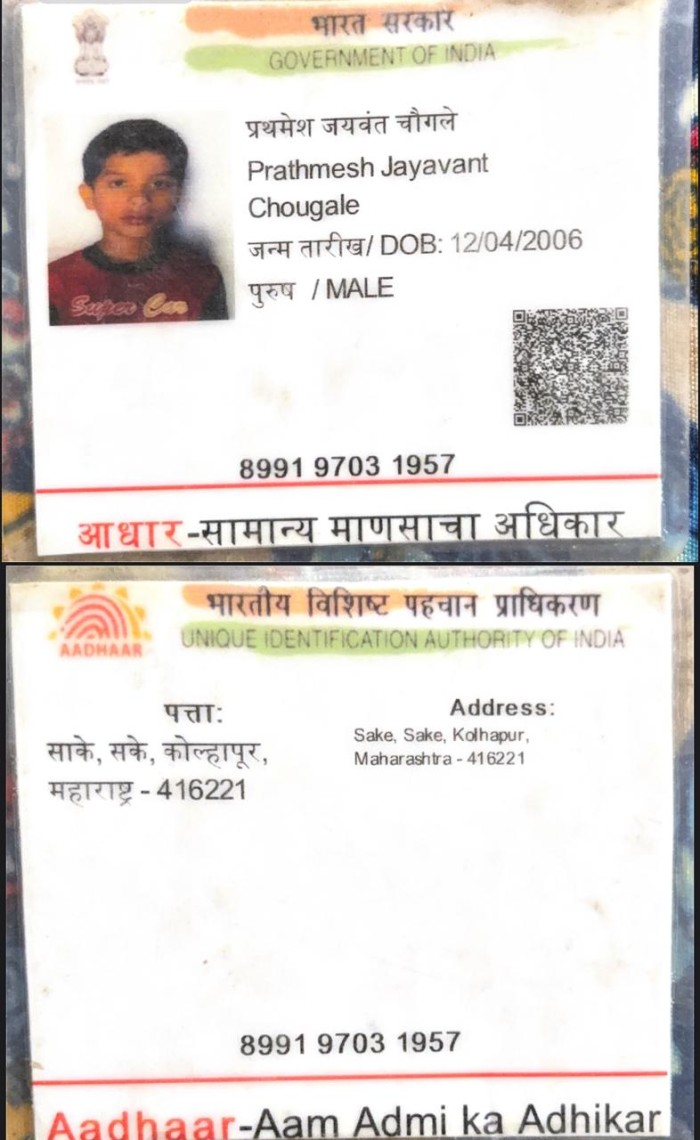 भारत सरकार
GOVERNMENT OF INDIA
प्रथमेश जयवंत चौगले
Prathmesh Jayavant
Chougale
जन्म तारीख/ DOB: 12/04/2006
पुरुष / MALE
Super Car
8991 9703 1957
आधार-सामान्य माणसाचा अधिकार
भारतीय विशिष्ट पहचान प्राधिकरण
AADHAAR
UNIQUE IDENTIFICATION AUTHORITY OF INDIA
पत्ता:
साके, सके, कोल्हापूर,
महाराष्ट्र - 416221
Address:
Sake, Sake, Kolhapur,
Maharashtra - 416221
8991 9703 1957
Aadhaar-Aam Admi ka Adhikar